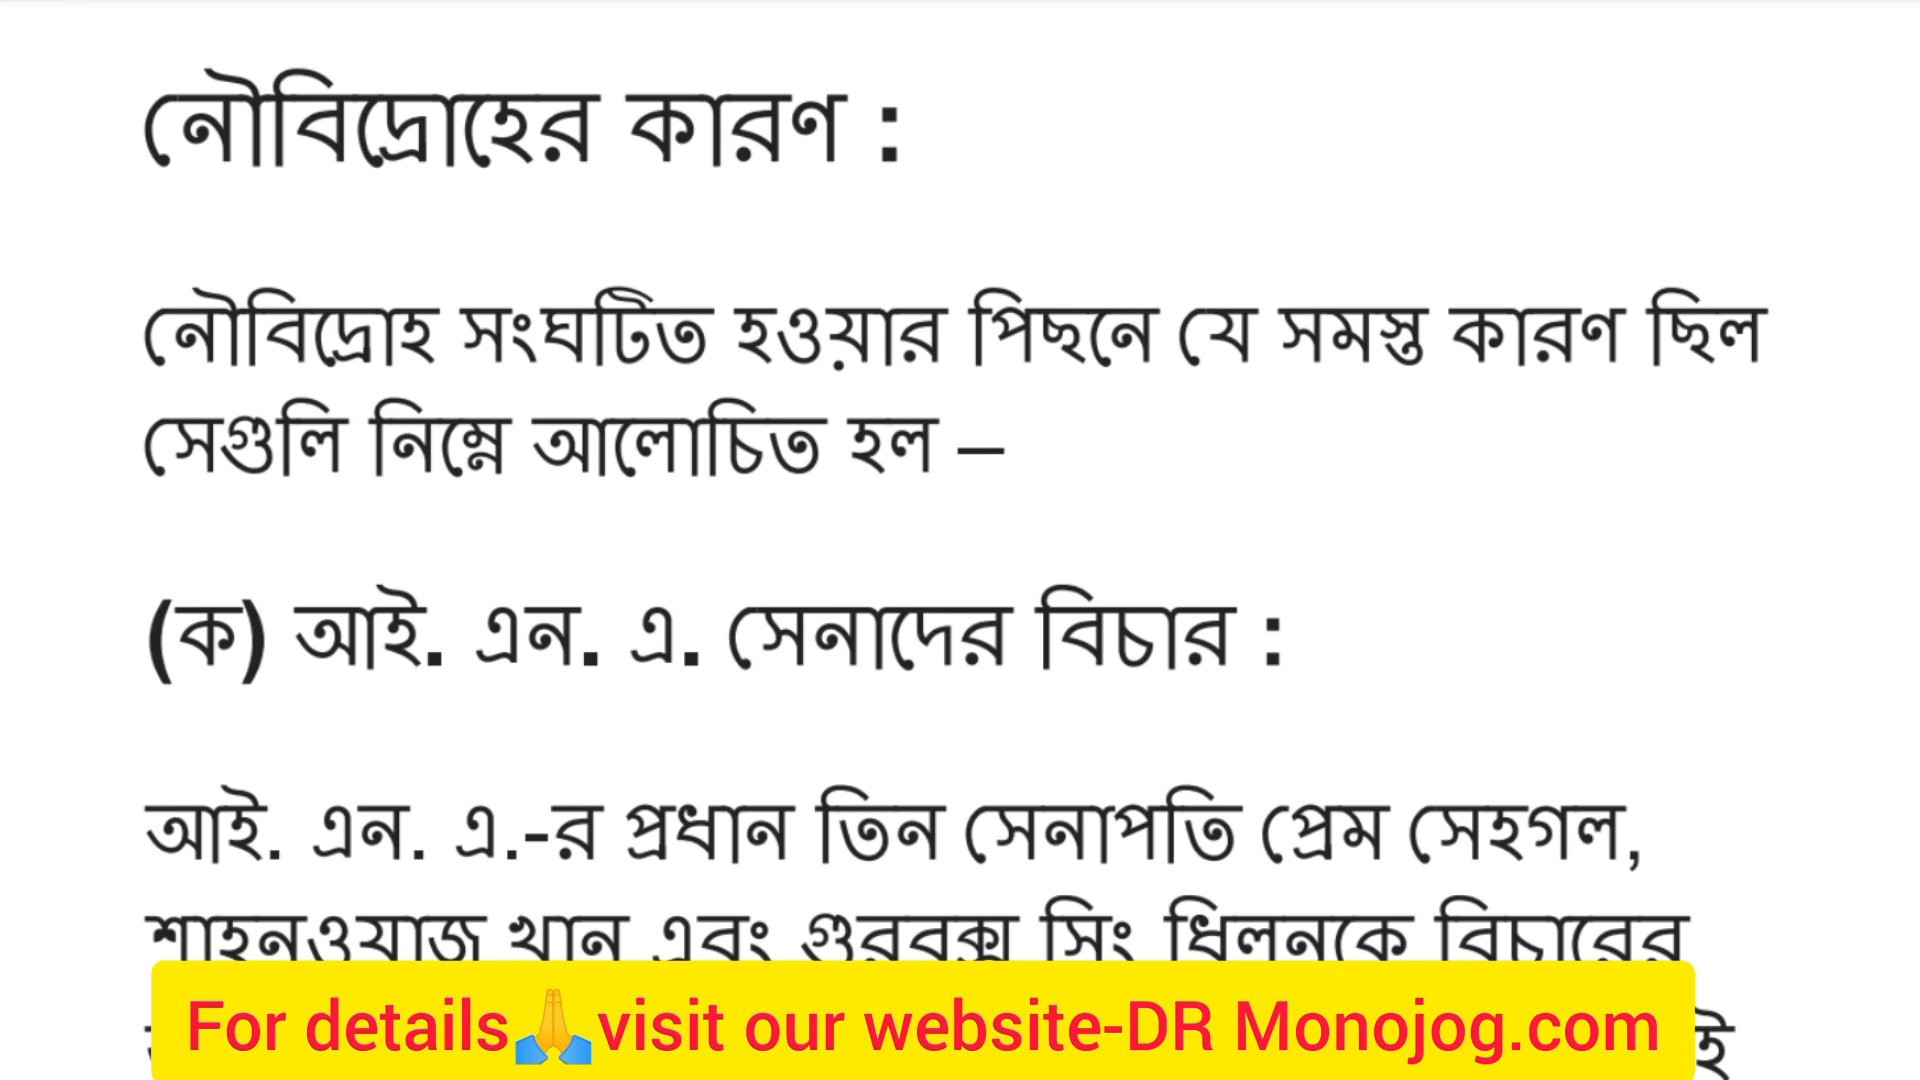 নৌবিদ্রোহের কারণ :
নৌবিদ্রোহ সংঘটিত হওয়ার পিছনে যে সমস্ত কারণ ছিল
সেগুলি নিম্নে আলোচিত হল –
(ক) আই. এন. এ. সেনাদের বিচার :
আই. এন. এ.-র প্রধান তিন সেনাপতি প্রেম সেহগল,
শাহনওয়াজ খান এবং গুরবক্স সিং ধিলনকে বিচারের
For details🙏visit our website-DR Monojog.com